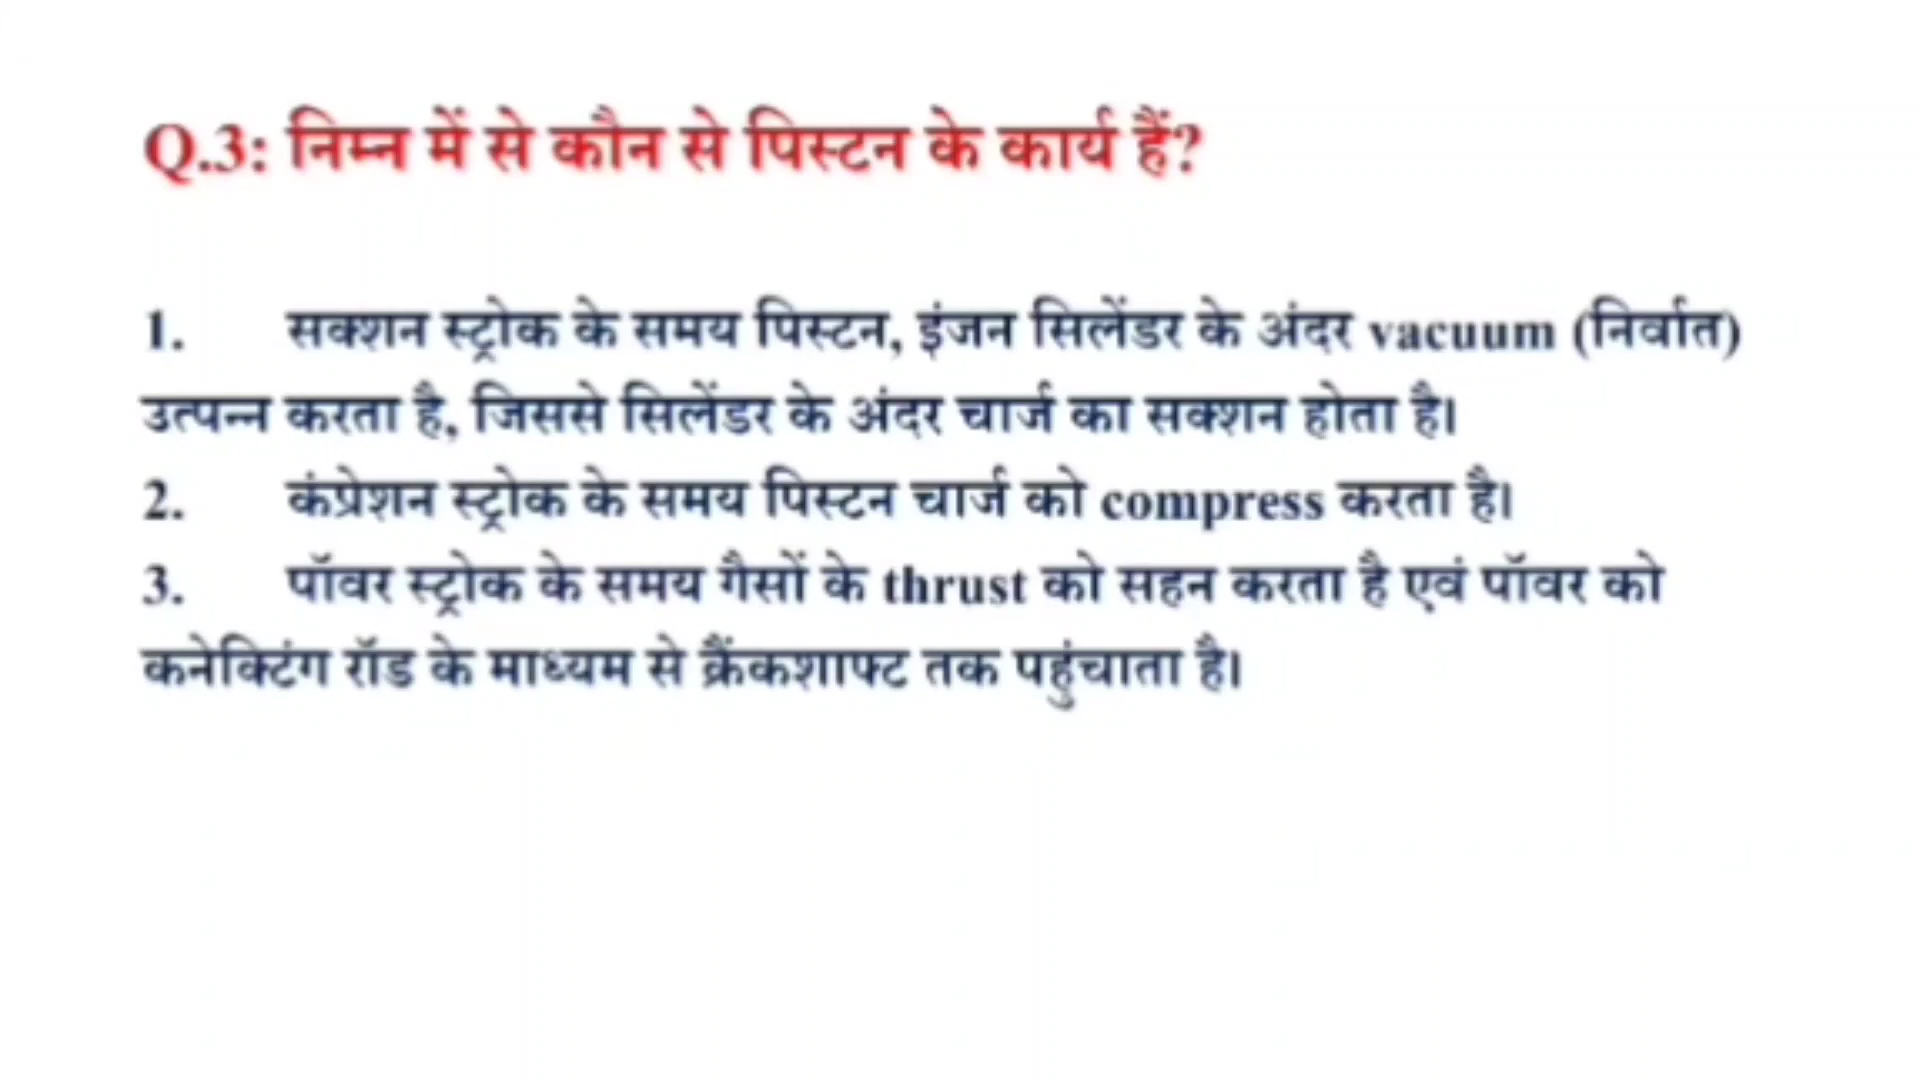 Q.3: निम्न में से कौन से पिस्टन के कार्य हैं?
1. सक्शन स्ट्रोक के समय पिस्टन, इंजन सिलेंडर के अंदर vacuum (निर्वात)
उत्पन्न करता है, जिससे सिलेंडर के अंदर चार्ज का सक्शन होता है।
2. कंप्रेशन स्ट्रोक के समय पिस्टन चार्ज को compress करता है।
3. पॉवर स्ट्रोक के समय गैसों के thrust को सहन करता है एवं पॉवर को
कनेक्टिंग रॉड के माध्यम से क्रैंकशाफ्ट तक पहुंचाता है।